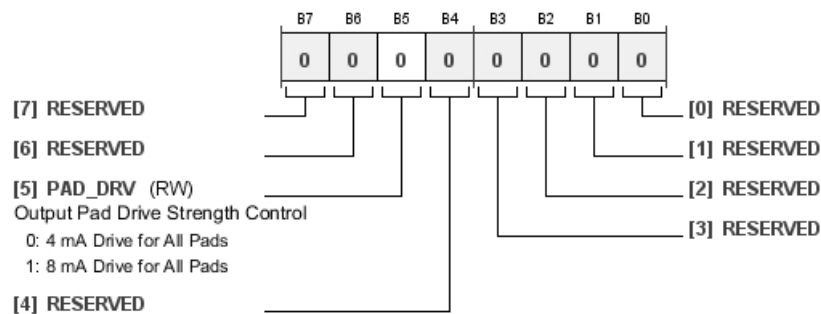 B7 B6 B5 B4 B3 B2 B1 B0
0 0 0 0 0 0 0 0
[7] RESERVED
[0] RESERVED
[6] RESERVED
[1] RESERVED
[5] PAD_DRV (RW)
[2] RESERVED
Output Pad Drive Strength Control
[3] RESERVED
0: 4 mA Drive for All Pads
1: 8 mA Drive for All Pads
[4] RESERVED